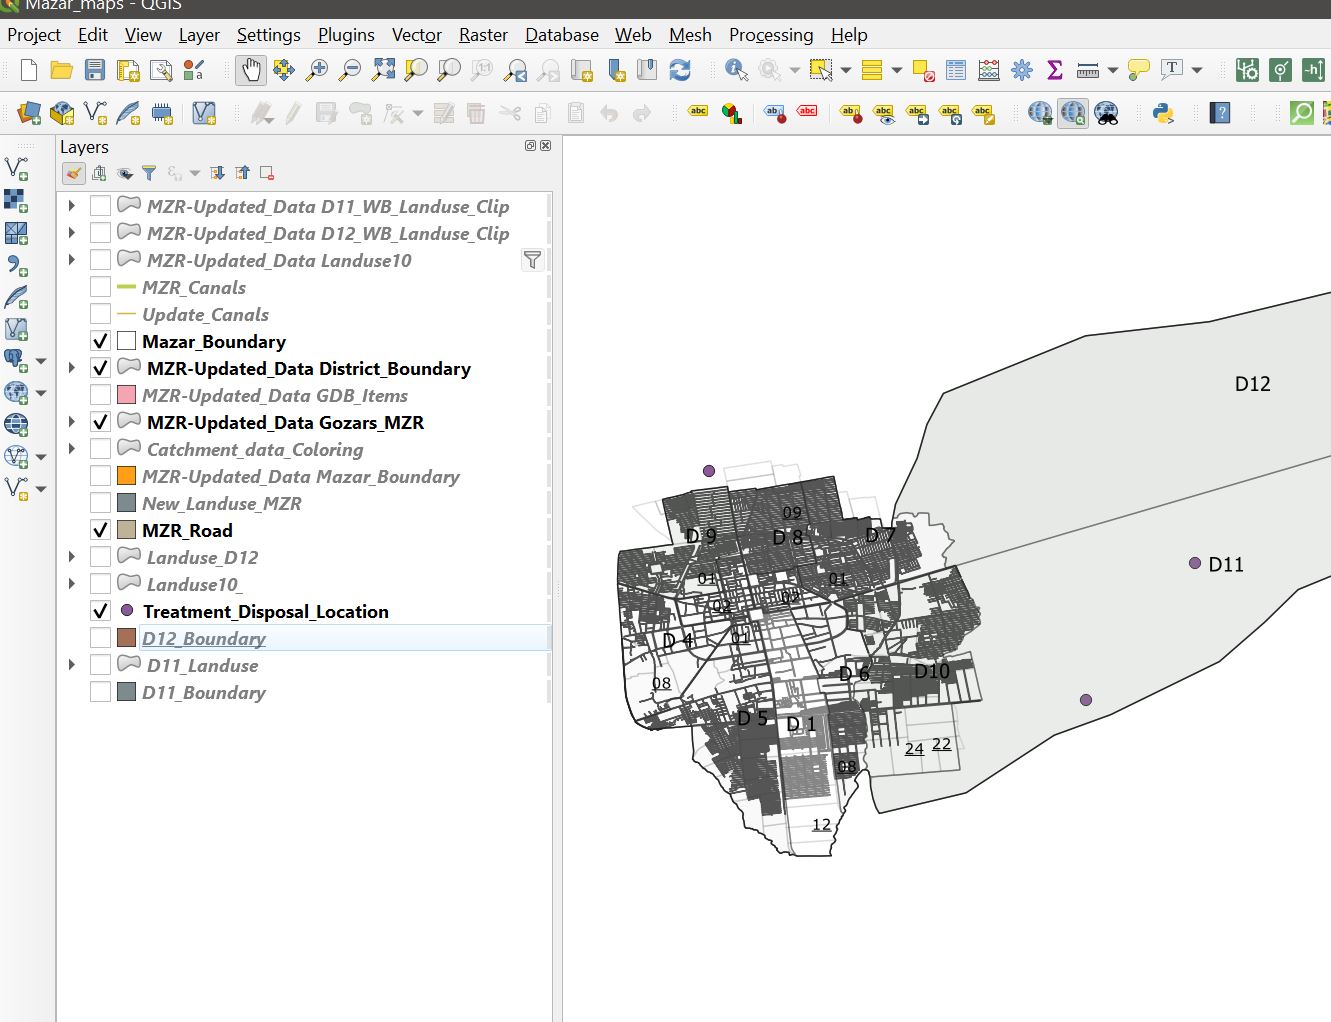 Mazar_maps - QGIS
Project Edit View Layer Settings Plugins Vector Raster Database Web Mesh Processing Help
Layers
MZR-Updated_Data D11_WB_Landuse_Clip
MZR-Updated_Data D12_WB_Landuse_Clip
MZR-Updated_Data Landuse10
MZR_Canals
Update_Canals
Mazar_Boundary
MZR-Updated_Data District_Boundary
MZR-Updated_Data GDB_Items
MZR-Updated_Data Gozars_MZR
Catchment_data_Coloring
MZR-Updated_Data Mazar_Boundary
New_Landuse_MZR
MZR_Road
Landuse_D12
Landuse10_
Treatment_Disposal_Location
D12_Boundary
D11_Landuse
D11_Boundary
D12
09
D 9 D 8 D 7
D11
01 01
02 02
D 4 01
08 D 6 D10
D 5 D 1
24 22
08
12